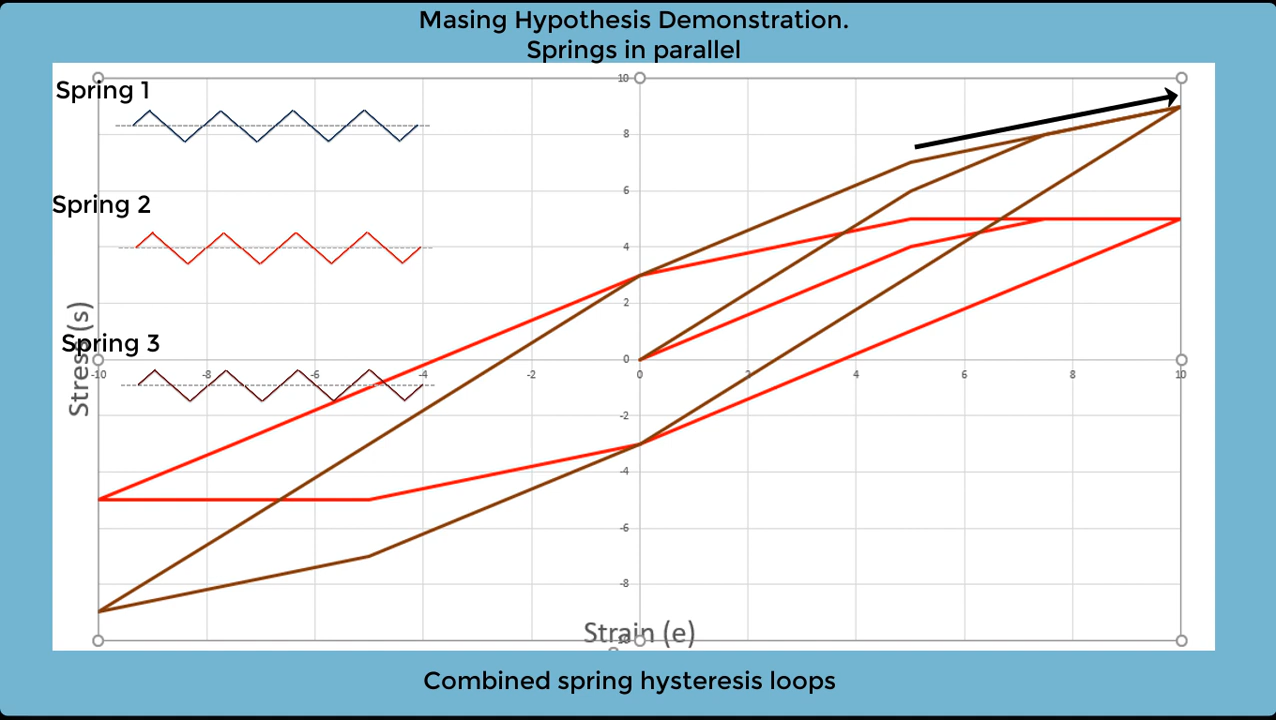 Masing Hypothesis Demonstration.
Springs in parallel
Spring 1
Spring 2
Spring 3
Stress (s)
10
8
6
4
2
0
-2
-4
-6
-8
-10 -8 -6 -4 -2 0 2 4 6 8 10
Strain (e)
Combined spring hysteresis loops